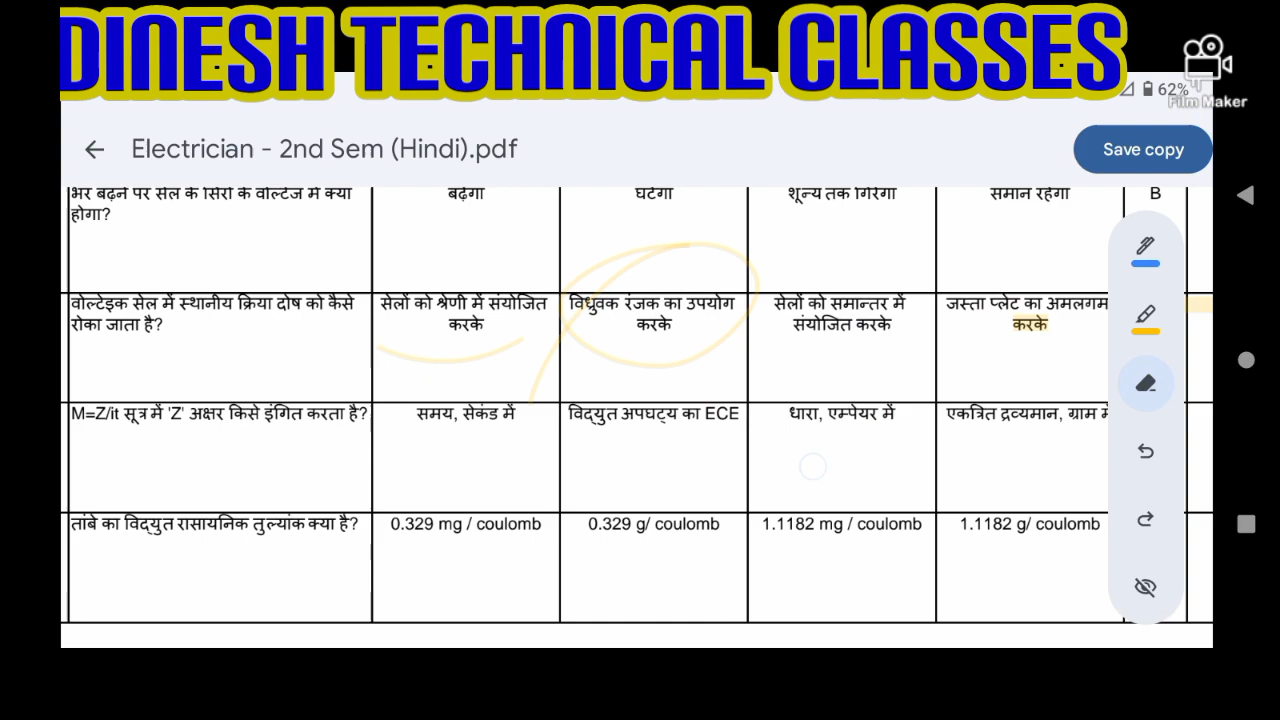 DINESH TECHNICAL CLASSES
62%
Film Maker
Electrician - 2nd Sem (Hindi).pdf
Save copy
भर बढ़ने पर सेल के सिरों के वोल्टेज में क्या
होगा?
बढ़ेगा
घटेगा
शून्य तक गिरेगा
समान रहेगा
B
वोल्टेइक सेल में स्थानीय क्रिया दोष को कैसे
रोका जाता है?
सेलों को श्रेणी में संयोजित
करके
विध्रुवक रंजक का उपयोग
करके
सेलों को समान्तर में
संयोजित करके
जस्ता प्लेट का अमलगम
करके
M=Z/it सूत्र में 'Z' अक्षर किसे इंगित करता है?
समय, सेकंड में
विद्युत अपघट्य का ECE
धारा, एम्पेयर में
एकत्रित द्रव्यमान, ग्राम में
तांबे का विद्युत रासायनिक तुल्यांक क्या है?
0.329 mg / coulomb
0.329 g/ coulomb
1.1182 mg / coulomb
1.1182 g/ coulomb